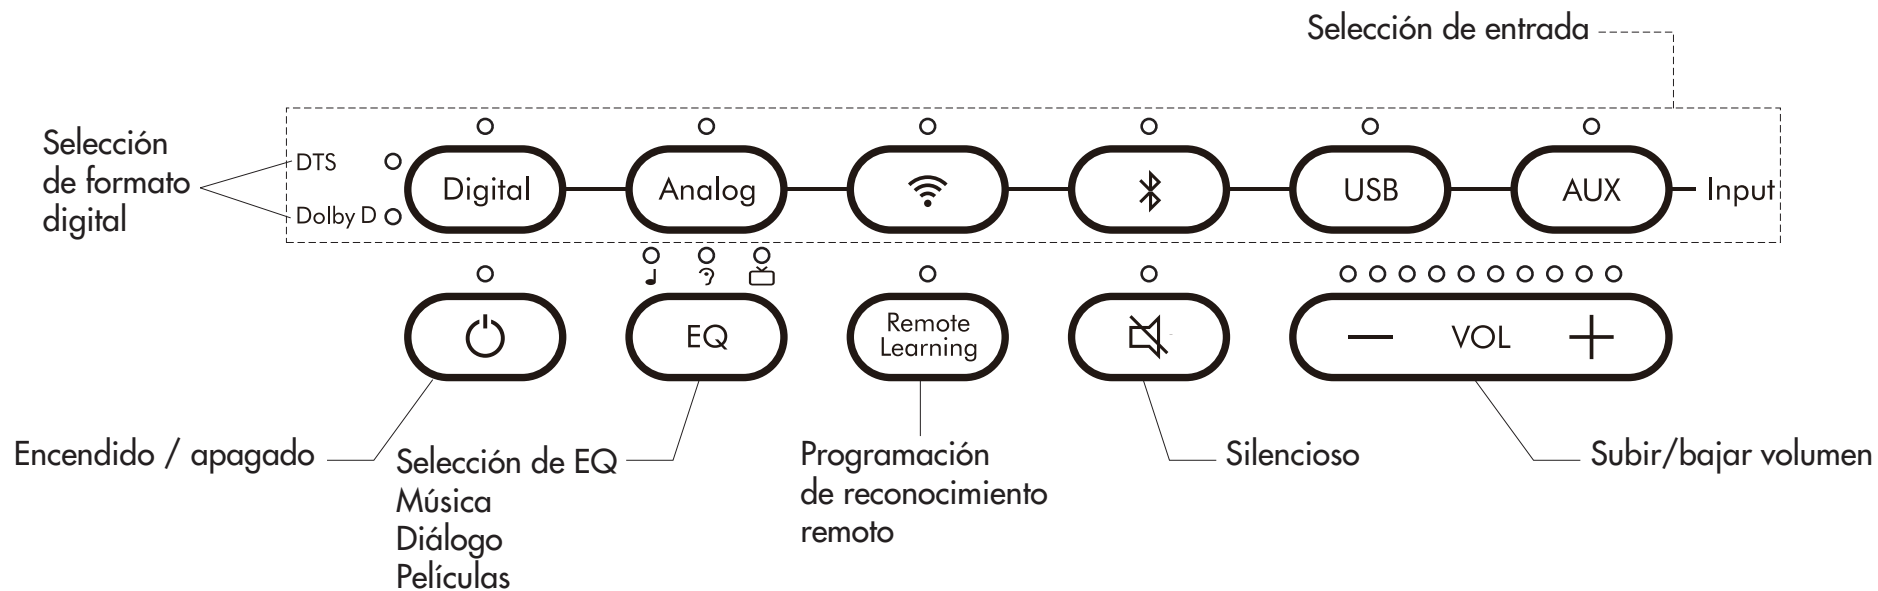 Selección de entrada
Selección
de formato
digital
DTS
Dolby D
Digital
Analog
USB
AUX
Input
EQ
Remote
Learning
VOL
Encendido / apagado
Selección de EQ
Música
Diálogo
Películas
Programación
de reconocimiento
remoto
Silencioso
Subir/bajar volumen